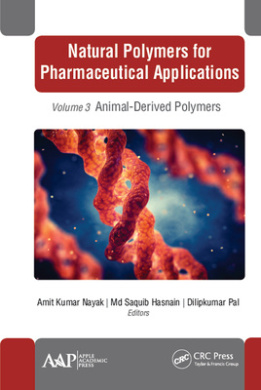 Natural Polymers for
Pharmaceutical Applications
Volume 3 Animal-Derived Polymers
Amit Kumar Nayak | Md Saquib Hasnain | Dilipkumar Pal
Editors
AAP
APPLE
ACADEMIC
PRESS
CRC Press
Taylor & Francis Group